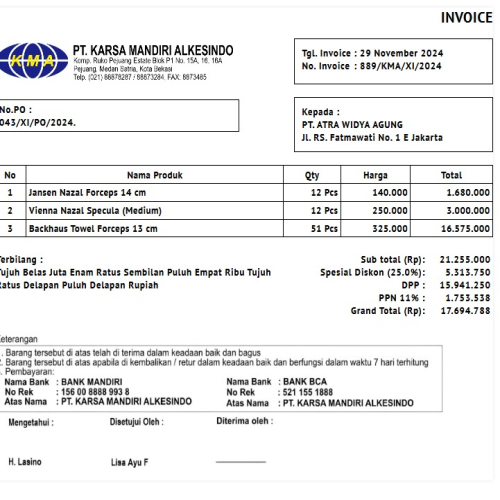 INVOICE
KMA
PT. KARSA MANDIRI ALKESINDO
Komp. Ruko Pejuang Estate Blok P1 No. 15A, 16, 16A
Pejuang, Medan Satria, Kota Bekasi
Telp. (021) 88878287 / 88873284. FAX: 8873485
Tgl. Invoice : 29 November 2024
No. Invoice : 889/KMA/XI/2024
No.PO :
043/XI/PO/2024.
Kepada :
PT. ATRA WIDYA AGUNG
Jl. RS. Fatmawati No. 1 E Jakarta
No Nama Produk Qty Harga Total
1 Jansen Nazal Forceps 14 cm 12 Pcs 140.000 1.680.000
2 Vienna Nazal Specula (Medium) 12 Pcs 250.000 3.000.000
3 Backhaus Towel Forceps 13 cm 51 Pcs 325.000 16.575.000
Terbilang :
Tujuh Belas Juta Enam Ratus Sembilan Puluh Empat Ribu Tujuh
Ratus Delapan Puluh Delapan Rupiah
Sub total (Rp): 21.255.000
Spesial Diskon (25.0%): 5.313.750
DPP : 15.941.250
PPN 11% : 1.753.538
Grand Total (Rp): 17.694.788
Keterangan
1. Barang tersebut di atas telah di terima dalam keadaan baik dan bagus
2. Barang tersebut di atas apabila di kembalikan / retur dalam keadaan baik dan berfungsi dalam waktu 7 hari terhitung
3. Pembayaran:
Nama Bank : BANK MANDIRI Nama Bank : BANK BCA
No Rek : 156 00 8888 993 8 No Rek : 521 155 1888
Atas Nama : PT. KARSA MANDIRI ALKESINDO Atas Nama : PT. KARSA MANDIRI ALKESINDO
Mengetahui : Disetujui Oleh : Diterima oleh :
H. Lasino Lisa Ayu F